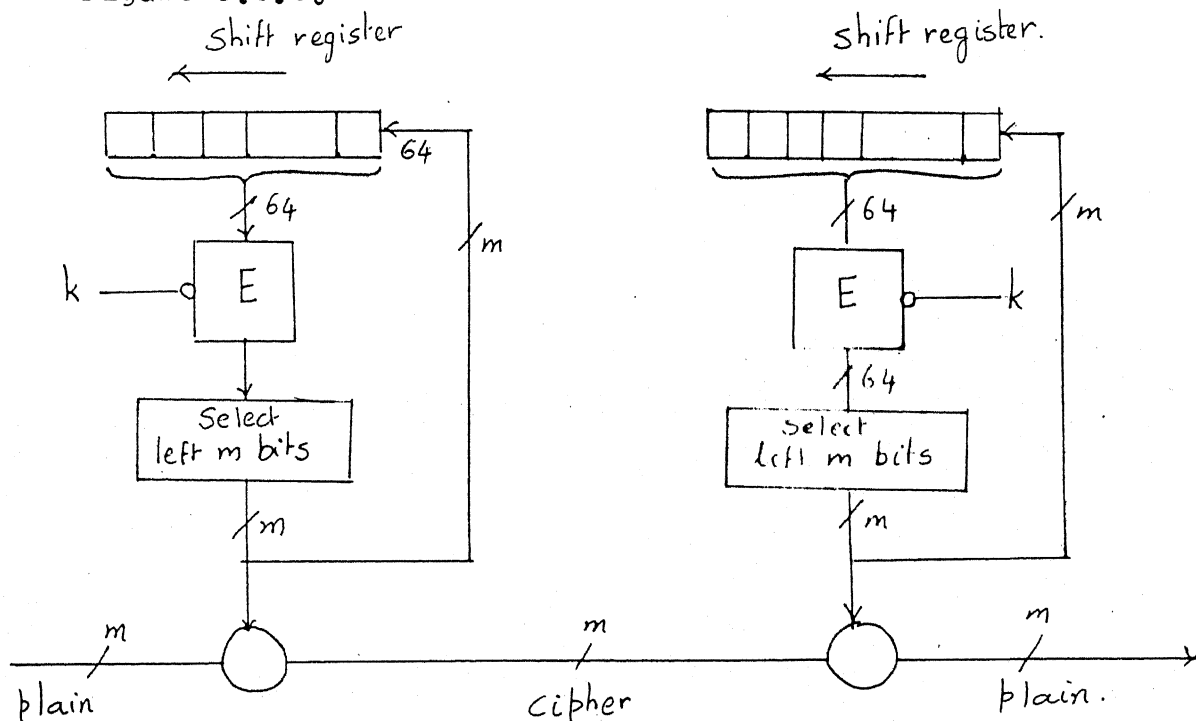 Shift register
shift register.
64
64
64
m
m
k
E
E
k
64
Select
left m bits
Select
left m bits
m
m
m
m
m
plain
cipher
plain.